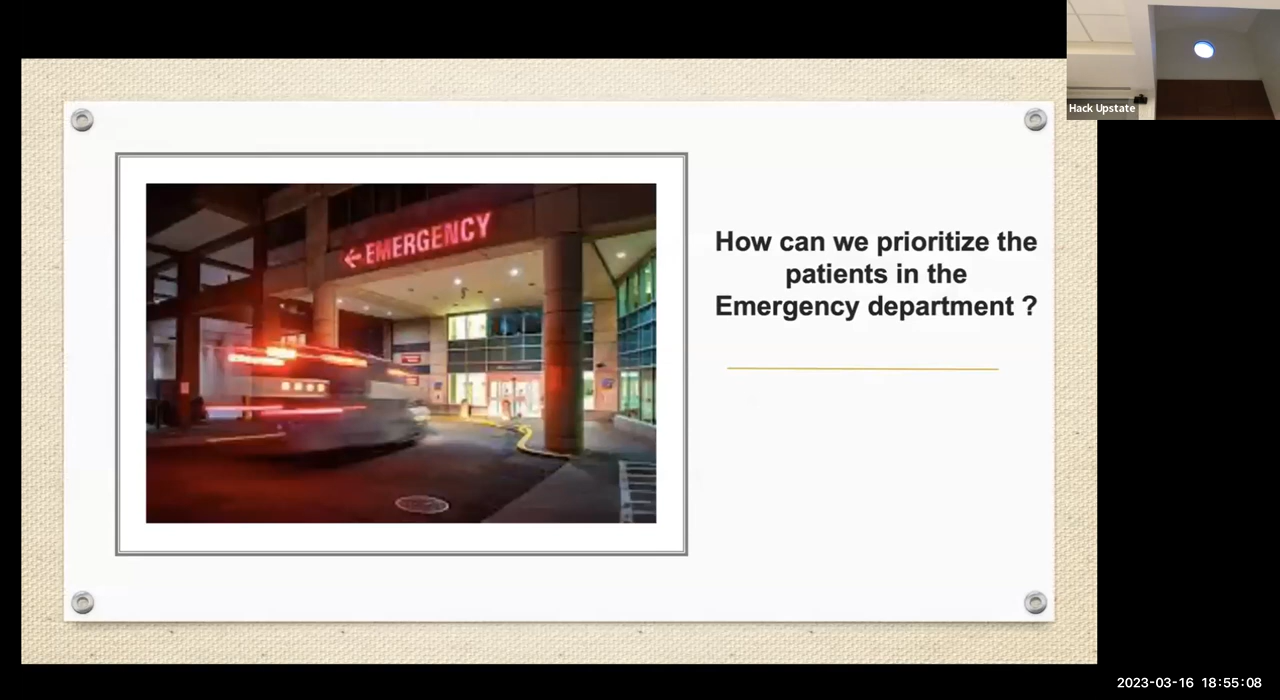 Hack Upstate
← EMERGENCY
How can we prioritize the
patients in the
Emergency department ?
2023-03-16 18:55:08